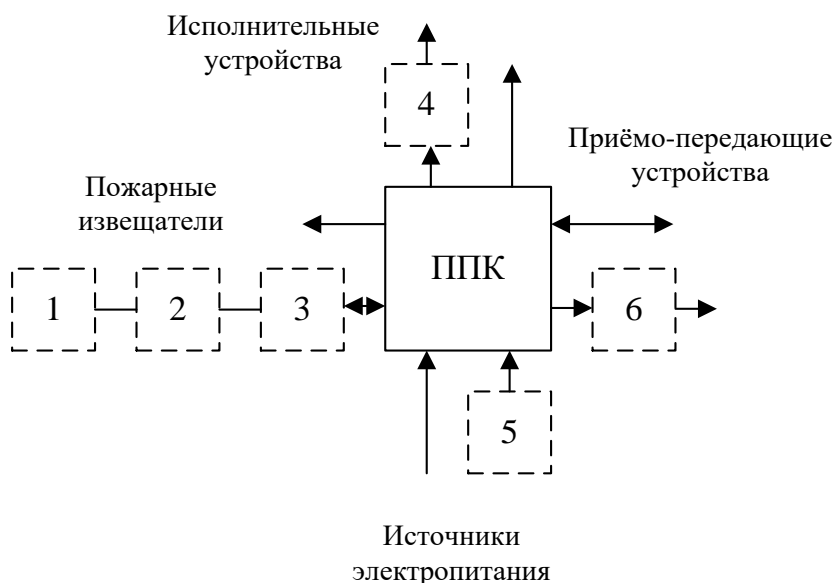 Исполнительные
устройства
4
Приёмо-передающие
устройства
Пожарные
извещатели
ППК
1
2
3
6
5
Источники
электропитания